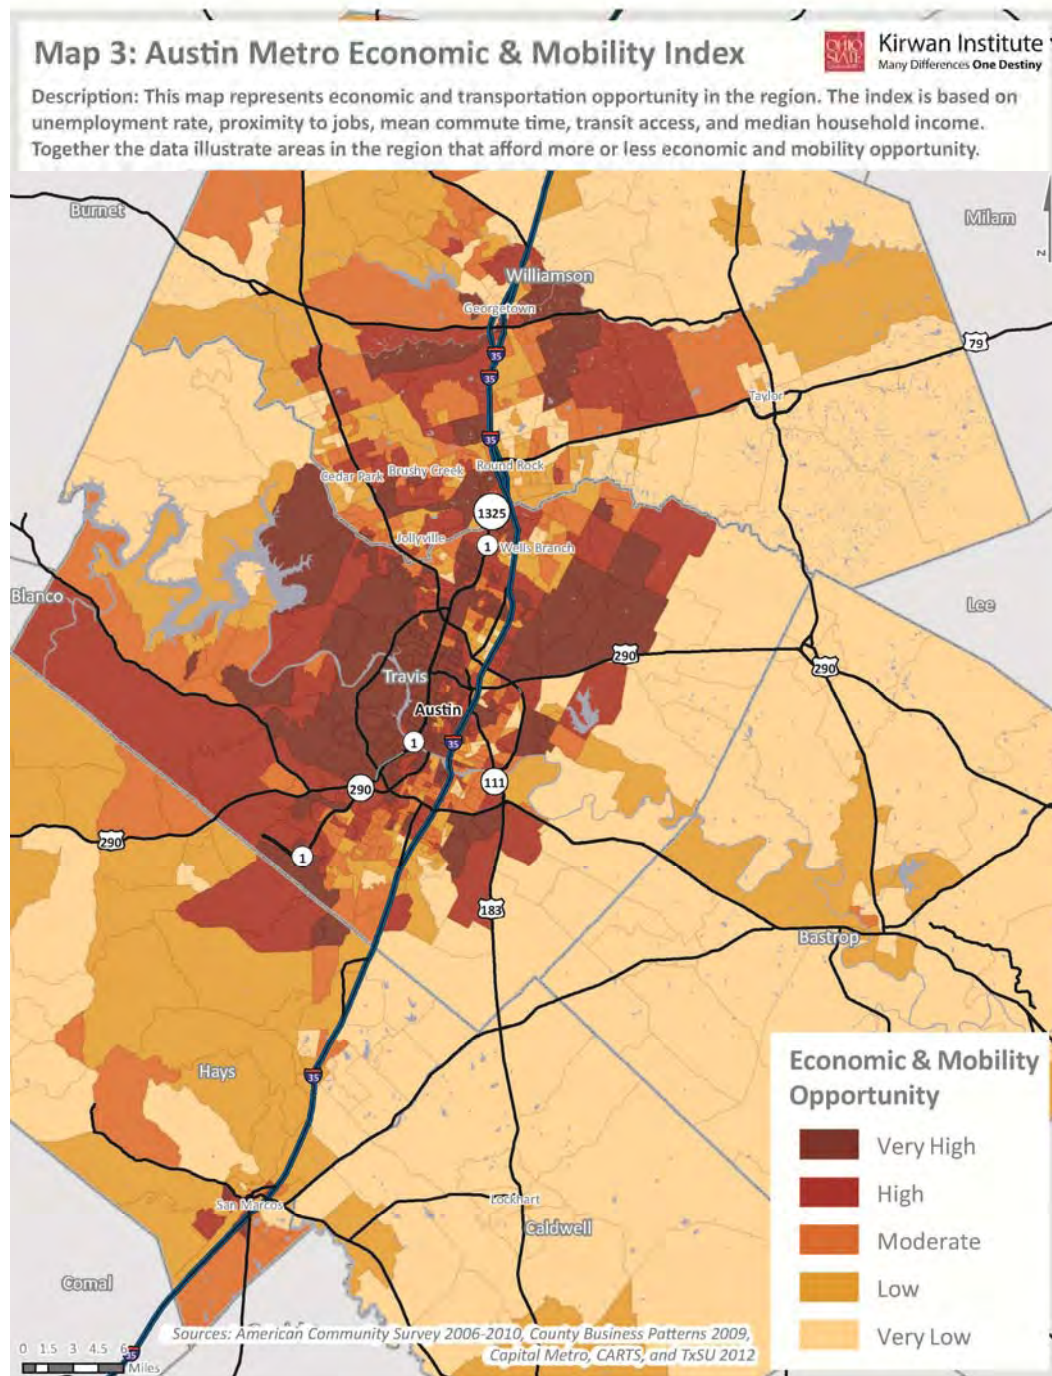 Map 3: Austin Metro Economic & Mobility Index
OHIO
STATE
Kirwan Institute
Many Differences One Destiny
Description: This map represents economic and transportation opportunity in the region. The index is based on
unemployment rate, proximity to jobs, mean commute time, transit access, and median household income.
Together the data illustrate areas in the region that afford more or less economic and mobility opportunity.
Burnet
Milam
N
Williamson
Georgetown
35
79
35
Taylor
35
Round Rock
Brushy Creek
Cedar Park
1325
Jollyville
1
Wells Branch
Blanco
Lee
290
290
Travis
Austin
1
35
111
290
290
1
183
Bastrop
Hays
35
San Marcos
Lockhart
Caldwell
Comal
35
Economic & Mobility
Opportunity
Very High
High
Moderate
Low
Very Low
Sources: American Community Survey 2006-2010, County Business Patterns 2009,
Capital Metro, CARTS, and TxSU 2012
0 1.5 3 4.5 6
Miles